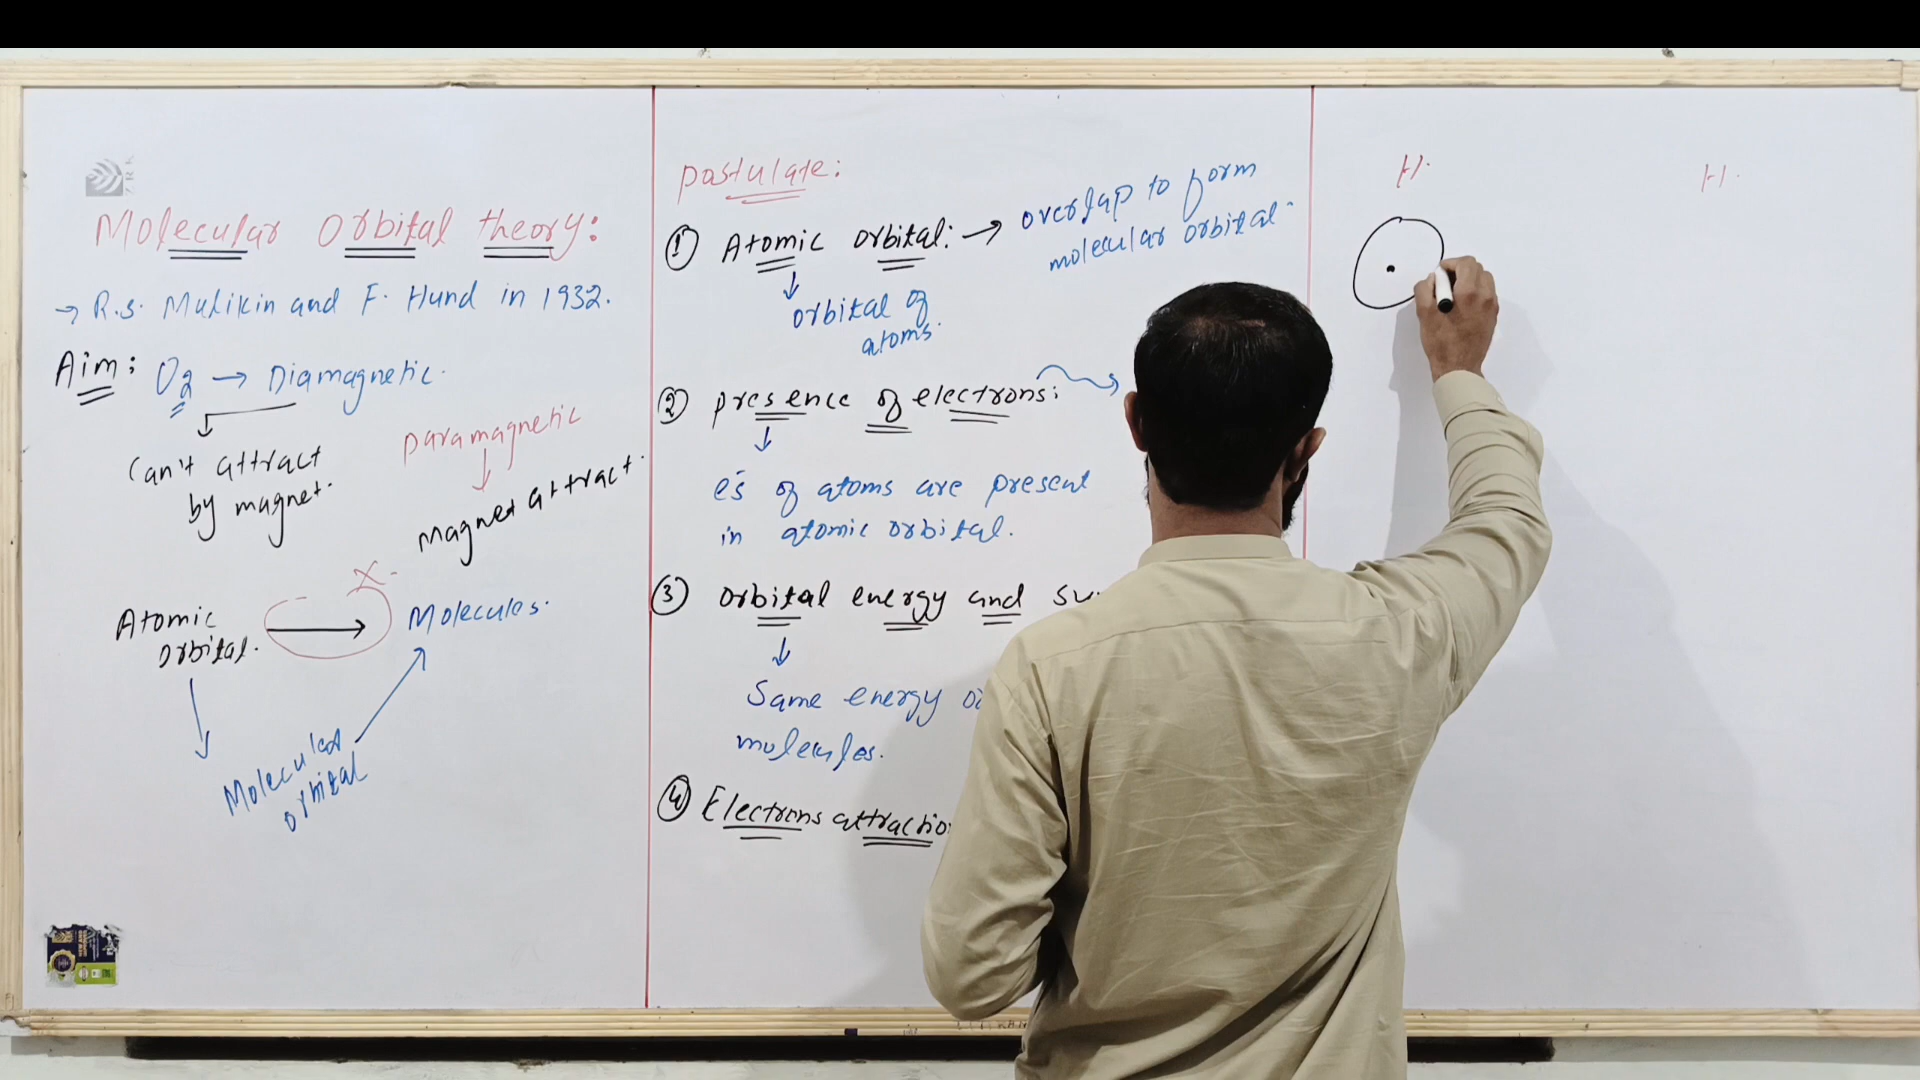 Molecular Orbital theory:
→ R.s. Mulikin and F. Hund in 1932.
Aim: O2 → Diamagnetic.
Can't attract
by magnet.
paramagnetic
↓
magnet attract.
Atomic
orbital.
→
X
Molecules.
Molecular
orbital
postulate:
① Atomic orbital: → overlap to form
molecular orbital.
↓
orbital of
atoms.
② presence of electrons:
↓
es of atoms are present
in atomic orbital.
③ orbital energy and
↓
Same energy
molecules.
④ Electrons attractio
H.
H.